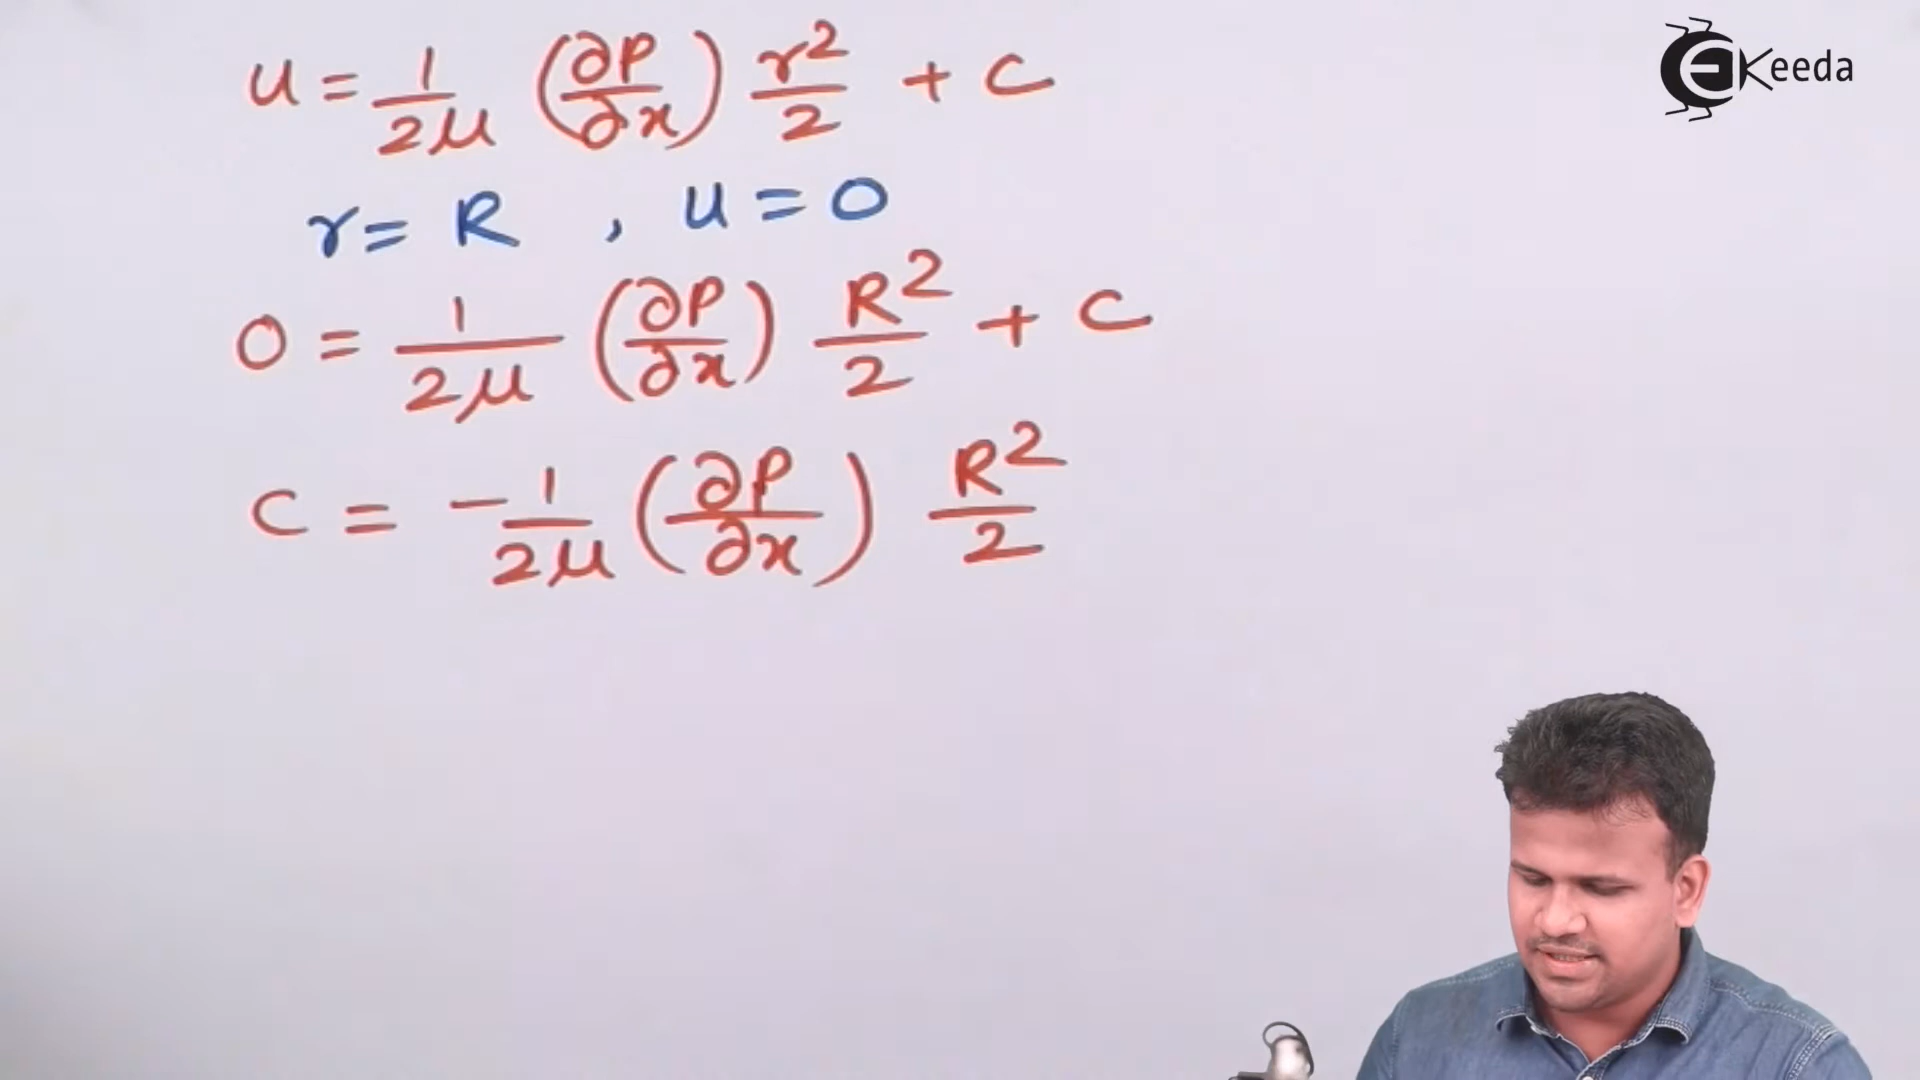 u = 1/2μ (∂P/∂x) r²/2 + C
Ekeeda
r = R , u = 0
0 = 1/2μ (∂P/∂x) R²/2 + C
C = -1/2μ (∂P/∂x) R²/2